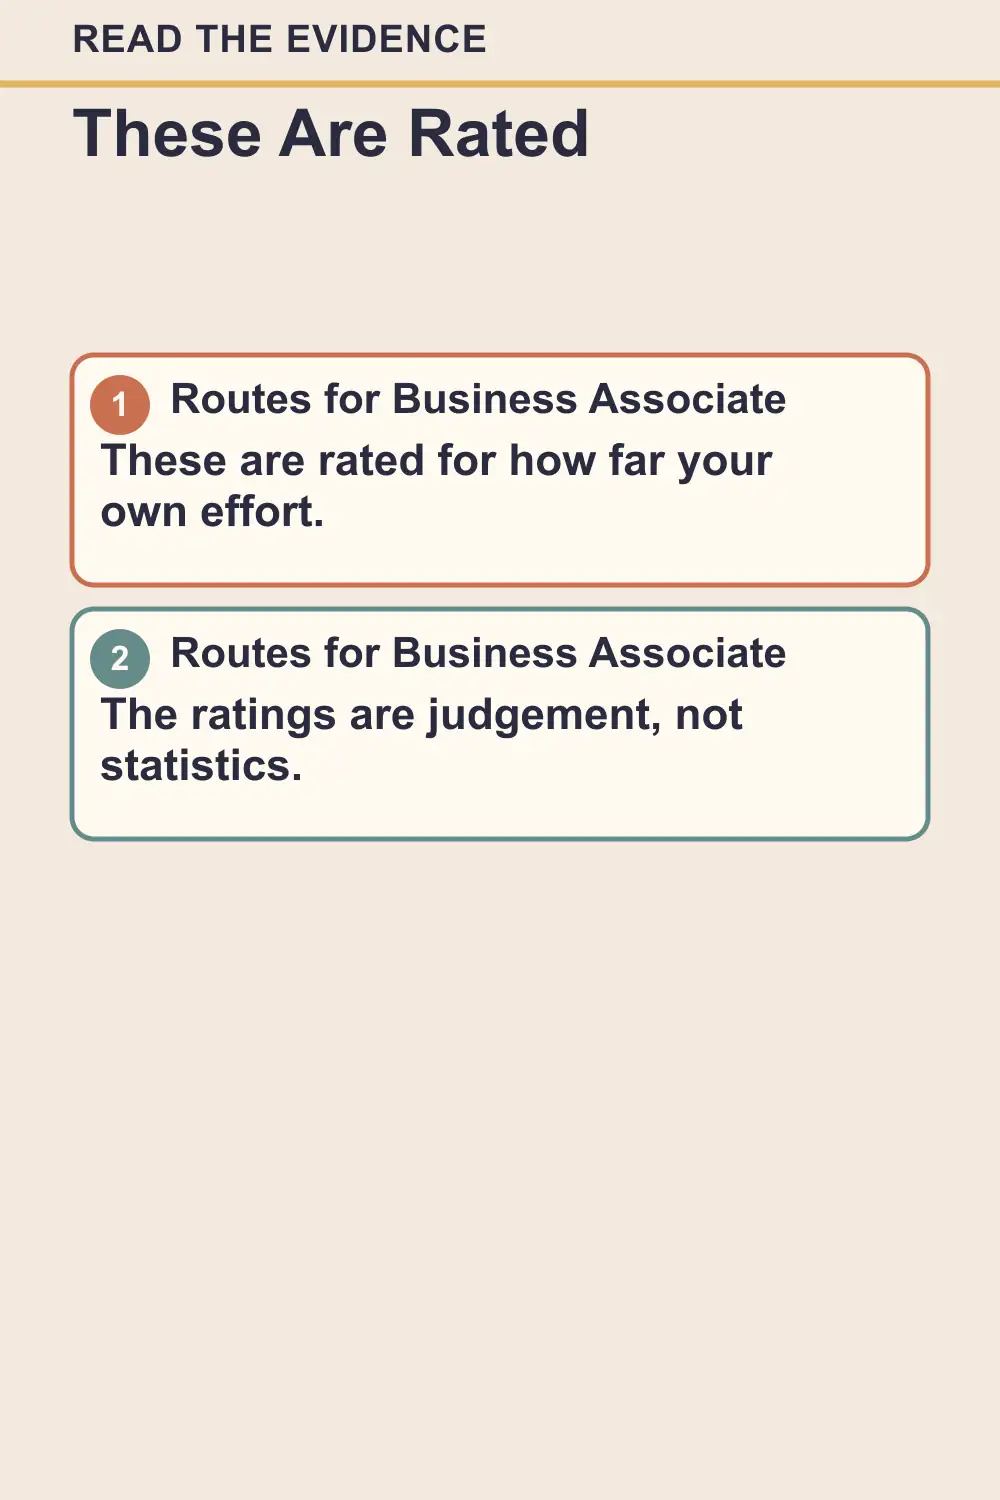 READ THE EVIDENCE
These Are Rated
1 Routes for Business Associate
These are rated for how far your
own effort.
2 Routes for Business Associate
The ratings are judgement, not
statistics.